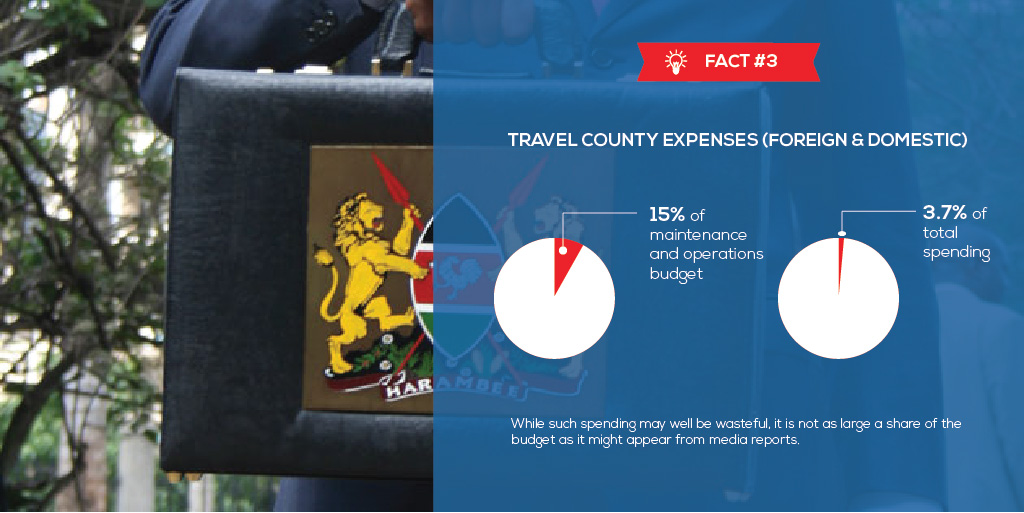 FACT #3
TRAVEL COUNTY EXPENSES (FOREIGN & DOMESTIC)
15% of
maintenance
and operations
budget
3.7% of
total
spending
HARAMBEE
While such spending may well be wasteful, it is not as large a share of the
budget as it might appear from media reports.